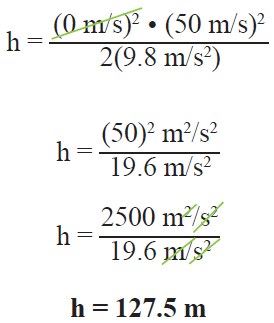 h = (0 m/s)² • (50 m/s)² / 2(9.8 m/s²)
h = (50)² m²/s² / 19.6 m/s²
h = 2500 m²/s² / 19.6 m/s²
h = 127.5 m